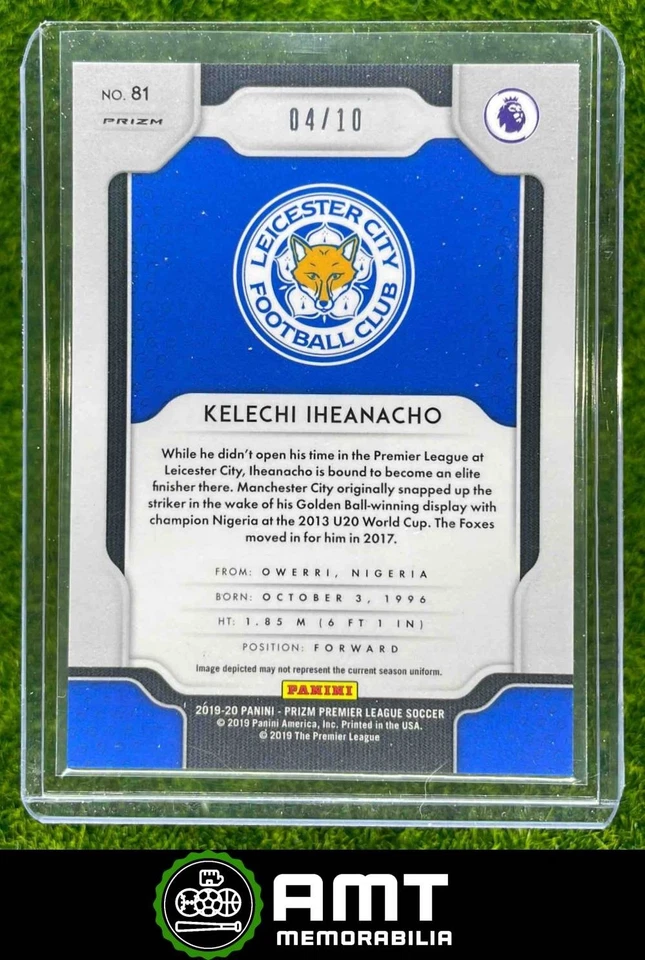 NO. 81
PRIZM
04/10
LEICESTER CITY
FOOTBALL CLUB
KELECHI IHEANACHO
While he didn't open his time in the Premier League at
Leicester City, Iheanacho is bound to become an elite
finisher there. Manchester City originally snapped up the
striker in the wake of his Golden Ball-winning display with
champion Nigeria at the 2013 U20 World Cup. The Foxes
moved in for him in 2017.
FROM: OWERRI, NIGERIA
BORN: OCTOBER 3, 1996
HT: 1.85 M (6 FT 1 IN)
POSITION: FORWARD
Image depicted may not represent the current season uniform.
PANINI
2019-20 PANINI - PRIZM PREMIER LEAGUE SOCCER
© 2019 Panini America, Inc. Printed in the USA.
© 2019 The Premier League
AMT
MEMORABILIA